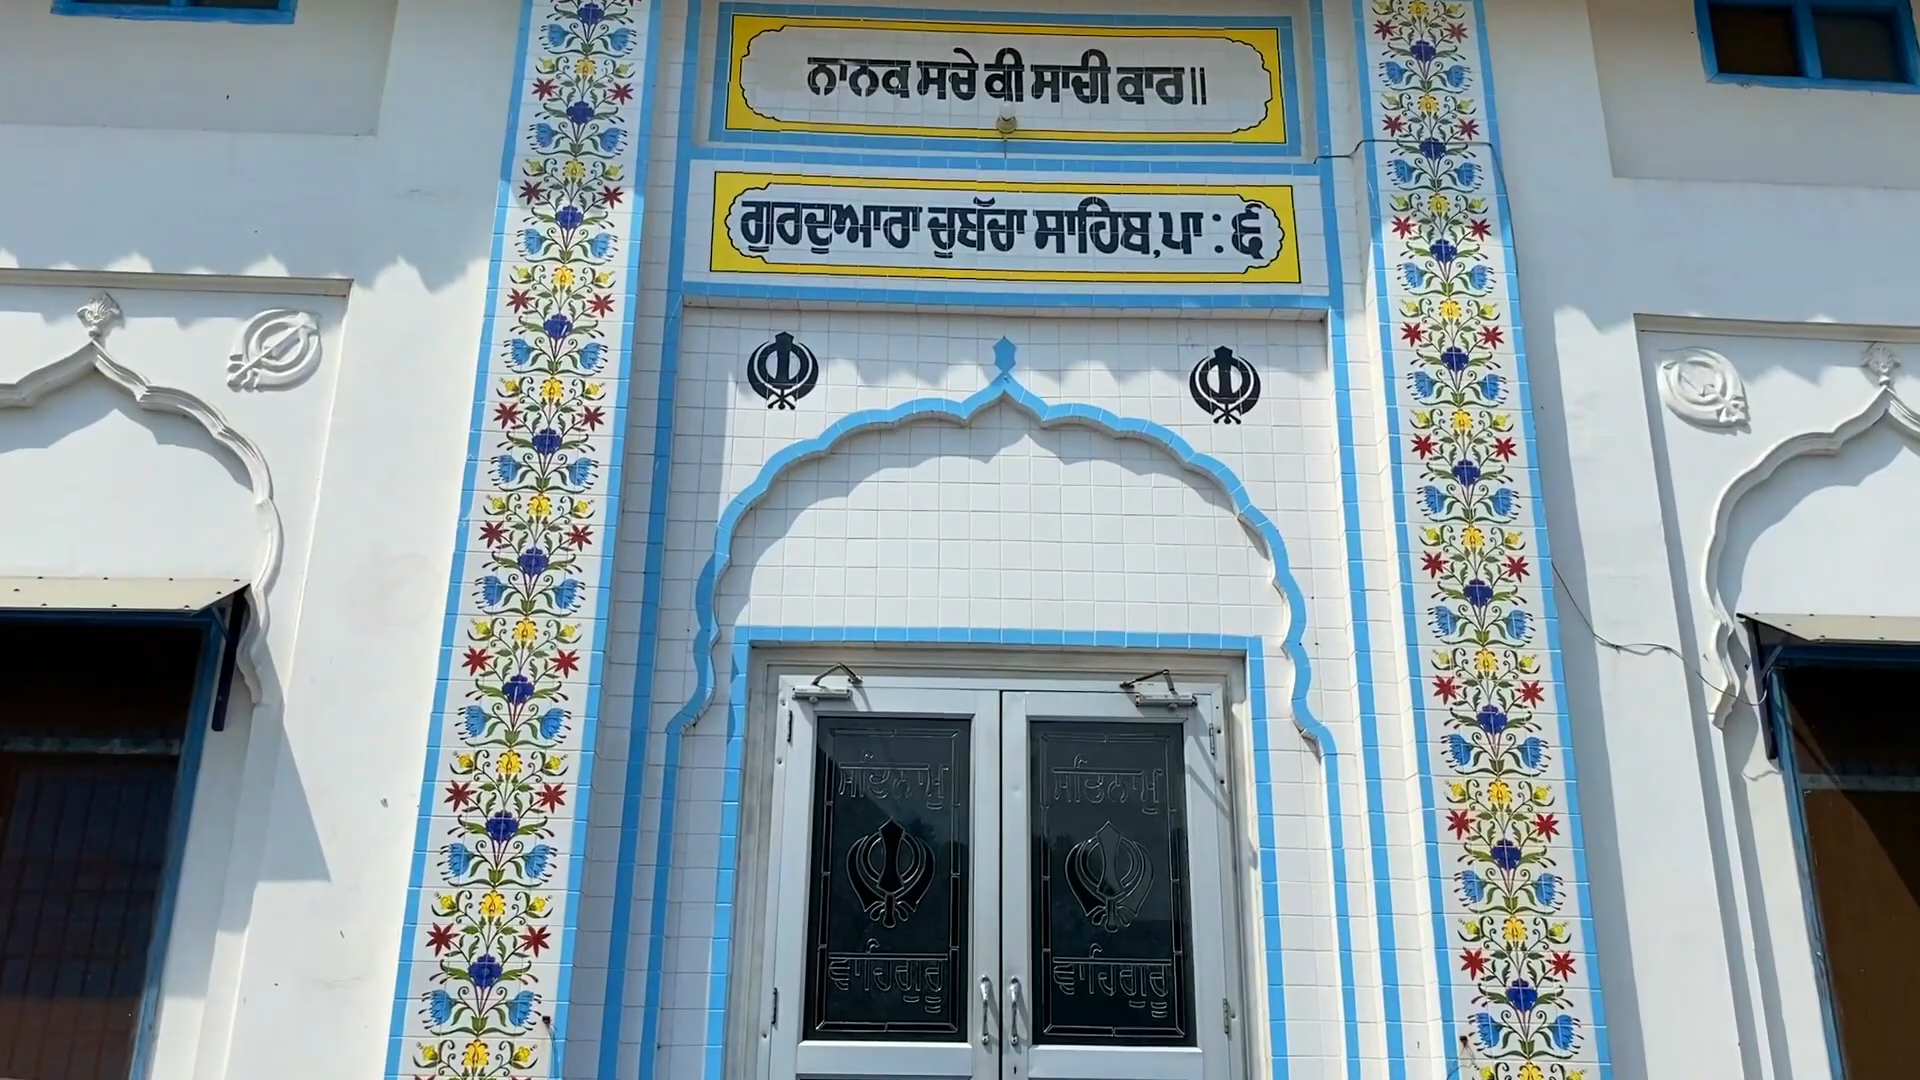 ਨਾਨਕ ਸਚੇ ਕੀ ਸਾਚੀ ਕਾਰ॥
ਗੁਰਦੁਆਰਾ ਚੁਬੱਚਾ ਸਾਹਿਬ,ਪਾ : ੬
ਸਤਿਨਾਮੁ ਸਤਿਨਾਮੁ
ਵਾਹਿਗੁਰੂ ਵਾਹਿਗੁਰੂ